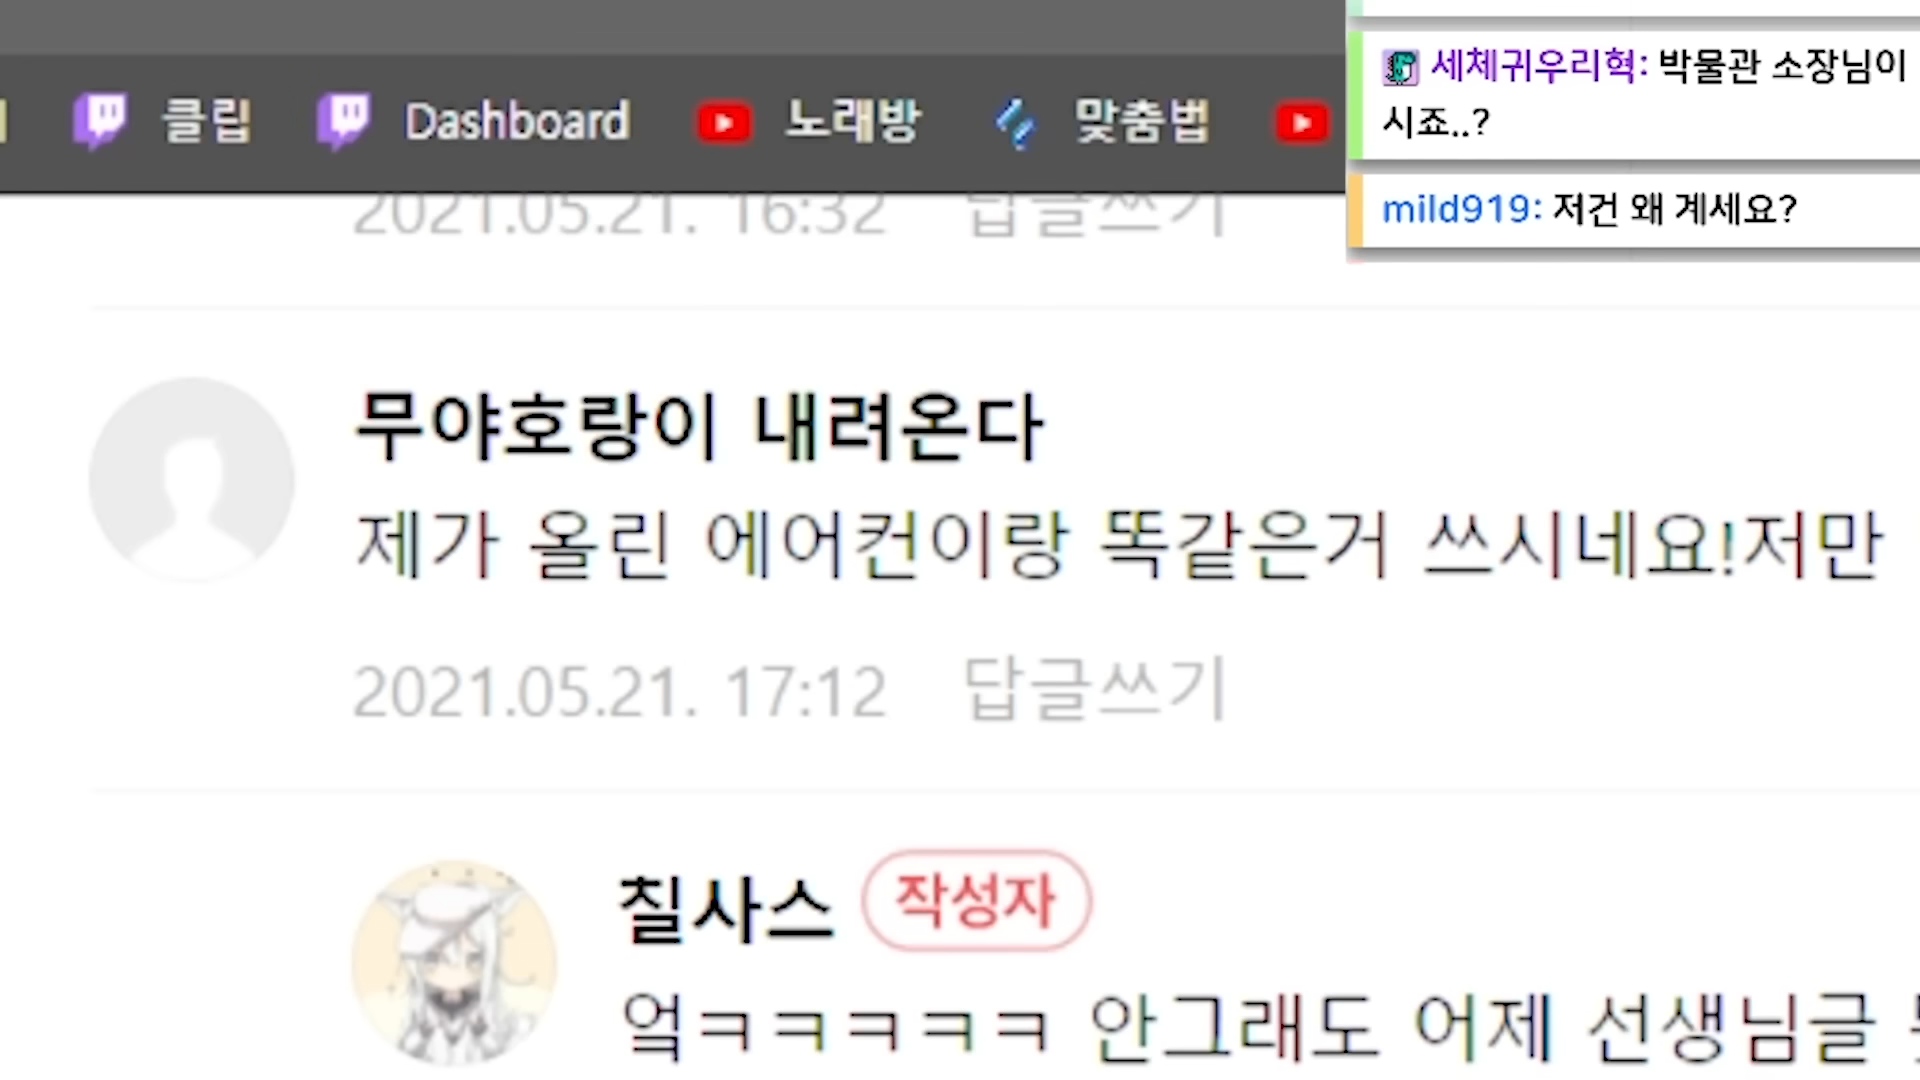 클립 Dashboard 노래방 맞춤법
세체귀우리혁: 박물관 소장님이
시죠..?
mild919: 저건 왜 계세요?
2021.05.21. 16:32 답글쓰기
무야호랑이 내려온다
제가 올린 에어컨이랑 똑같은거 쓰시네요!저만
2021.05.21. 17:12 답글쓰기
칠사스 작성자
엌ㅋㅋㅋㅋㅋ 안그래도 어제 선생님글